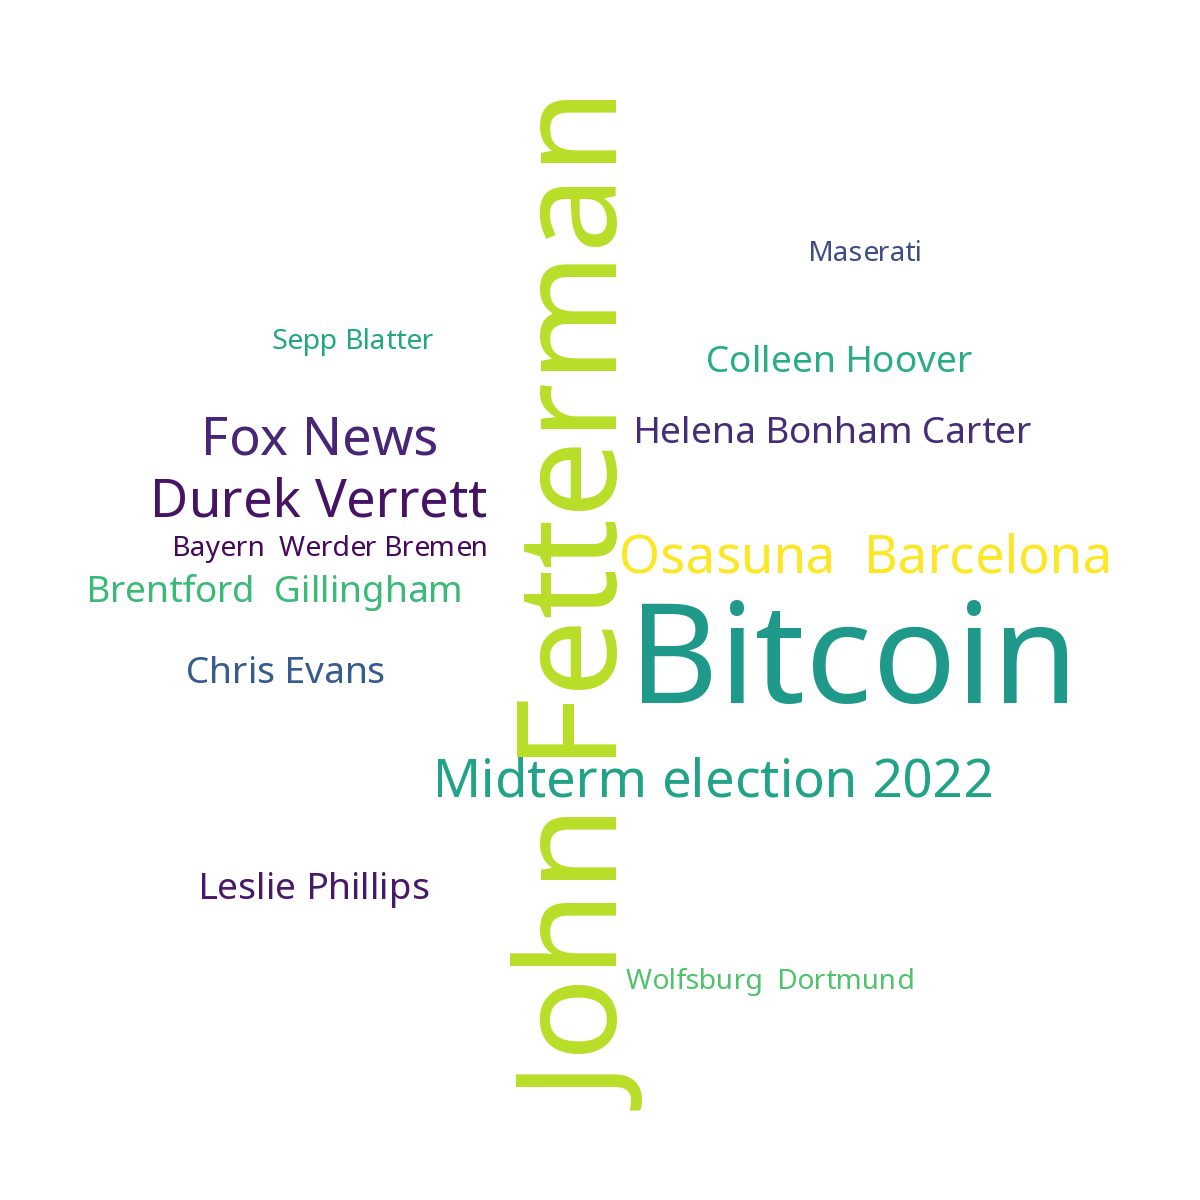 John Fetterman
Maserati
Sepp Blatter
Colleen Hoover
Fox News
Helena Bonham Carter
Durek Verrett
Bayern  Werder Bremen
Osasuna  Barcelona
Brentford  Gillingham
Bitcoin
Chris Evans
Midterm election 2022
Leslie Phillips
Wolfsburg  Dortmund